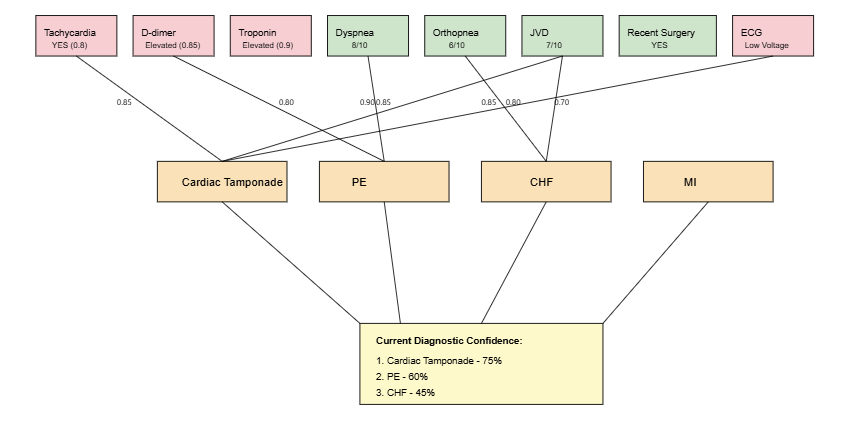 Tachycardia
YES (0.8)
D-dimer
Elevated (0.85)
Troponin
Elevated (0.9)
Dyspnea
8/10
Orthopnea
6/10
JVD
7/10
Recent Surgery
YES
ECG
Low Voltage
0.85
0.80
0.90
0.85
0.85
0.80
0.70
Cardiac Tamponade
PE
CHF
MI
Current Diagnostic Confidence:
1. Cardiac Tamponade - 75%
2. PE - 60%
3. CHF - 45%